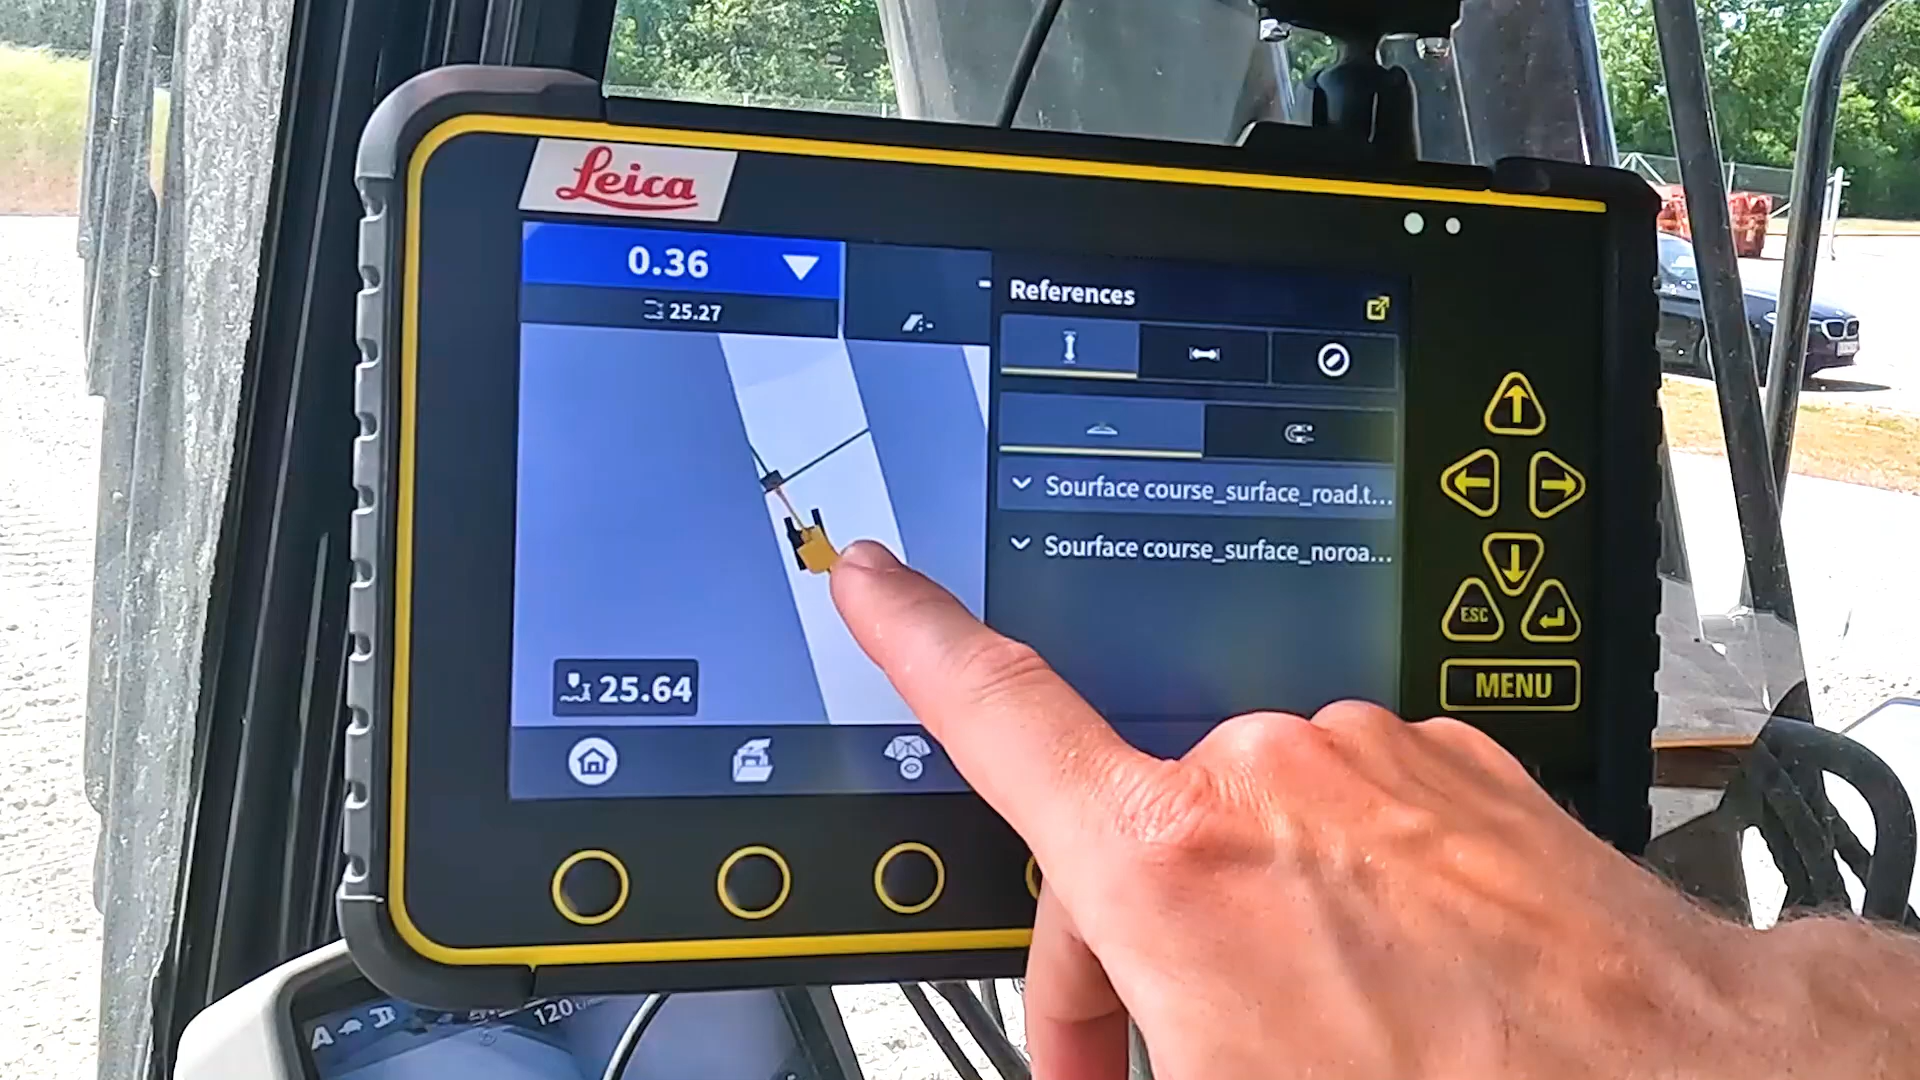 Leica
0.36
25.27
References
Sourface course_surface_road.t...
Sourface course_surface_noroa...
25.64
ESC
MENU
A
120